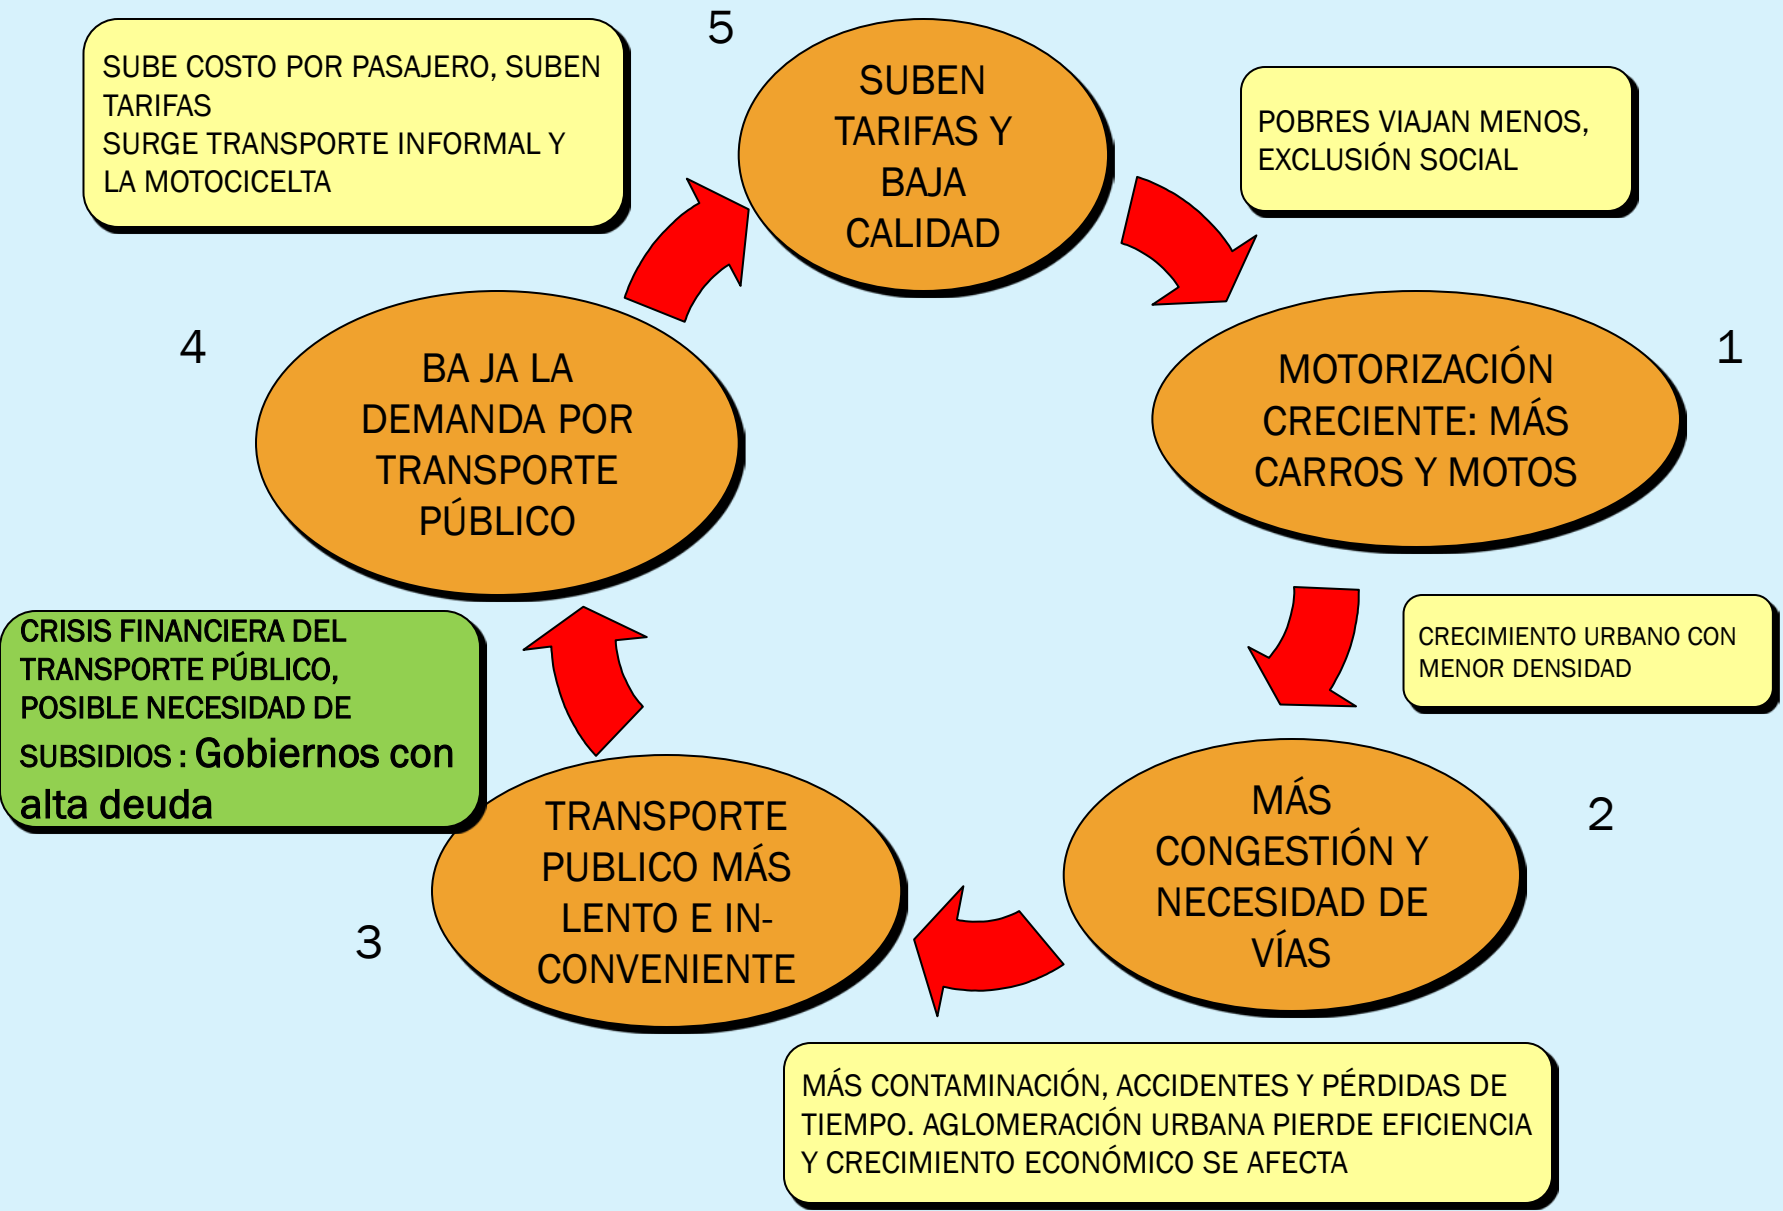 5
SUBE COSTO POR PASAJERO, SUBEN
TARIFAS
SURGE TRANSPORTE INFORMAL Y
LA MOTOCICELTA
SUBEN
TARIFAS Y
BAJA
CALIDAD
POBRES VIAJAN MENOS,
EXCLUSIÓN SOCIAL
4
BA JA LA
DEMANDA POR
TRANSPORTE
PÚBLICO
MOTORIZACIÓN
CRECIENTE: MÁS
CARROS Y MOTOS
1
CRISIS FINANCIERA DEL
TRANSPORTE PÚBLICO,
POSIBLE NECESIDAD DE
SUBSIDIOS : Gobiernos con
alta deuda
CRECIMIENTO URBANO CON
MENOR DENSIDAD
TRANSPORTE
PUBLICO MÁS
LENTO E IN-
CONVENIENTE
3
MÁS
CONGESTIÓN Y
NECESIDAD DE
VÍAS
2
MÁS CONTAMINACIÓN, ACCIDENTES Y PÉRDIDAS DE
TIEMPO. AGLOMERACIÓN URBANA PIERDE EFICIENCIA
Y CRECIMIENTO ECONÓMICO SE AFECTA